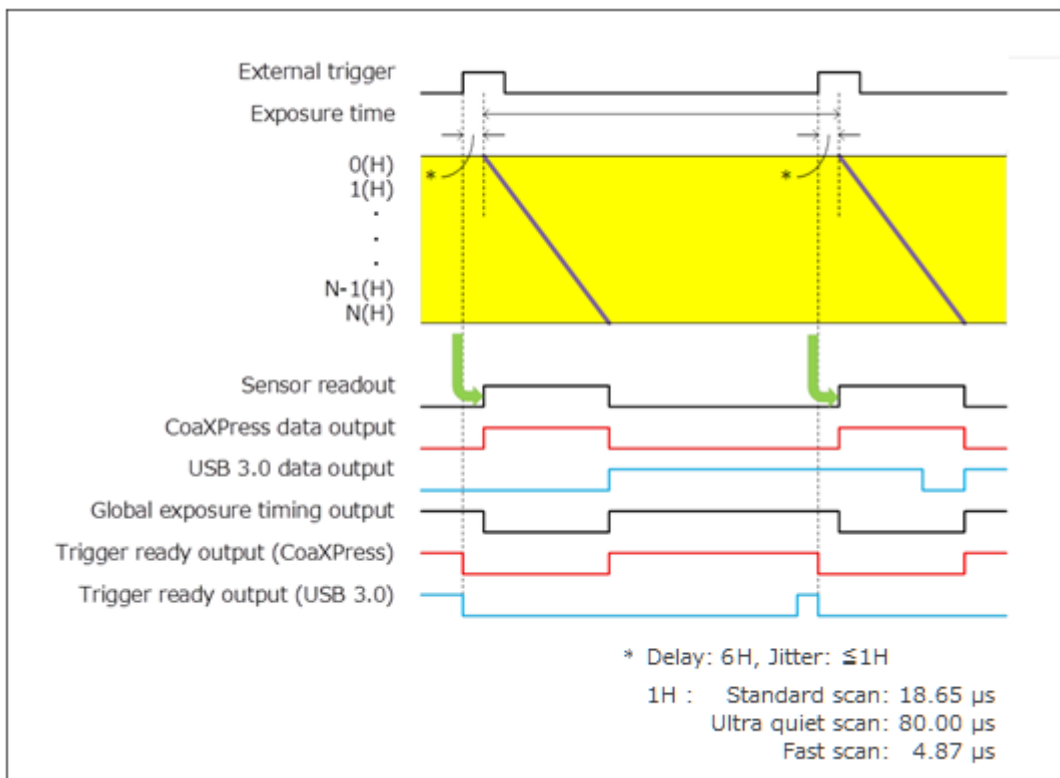 External trigger
Exposure time
0(H)
*
*
1(H)
.
.
.
N-1(H)
N(H)
Sensor readout
CoaXPress data output
USB 3.0 data output
Global exposure timing output
Trigger ready output (CoaXPress)
Trigger ready output (USB 3.0)
* Delay: 6H, Jitter: ≦1H
1H : Standard scan: 18.65 μs
Ultra quiet scan: 80.00 μs
Fast scan: 4.87 μs